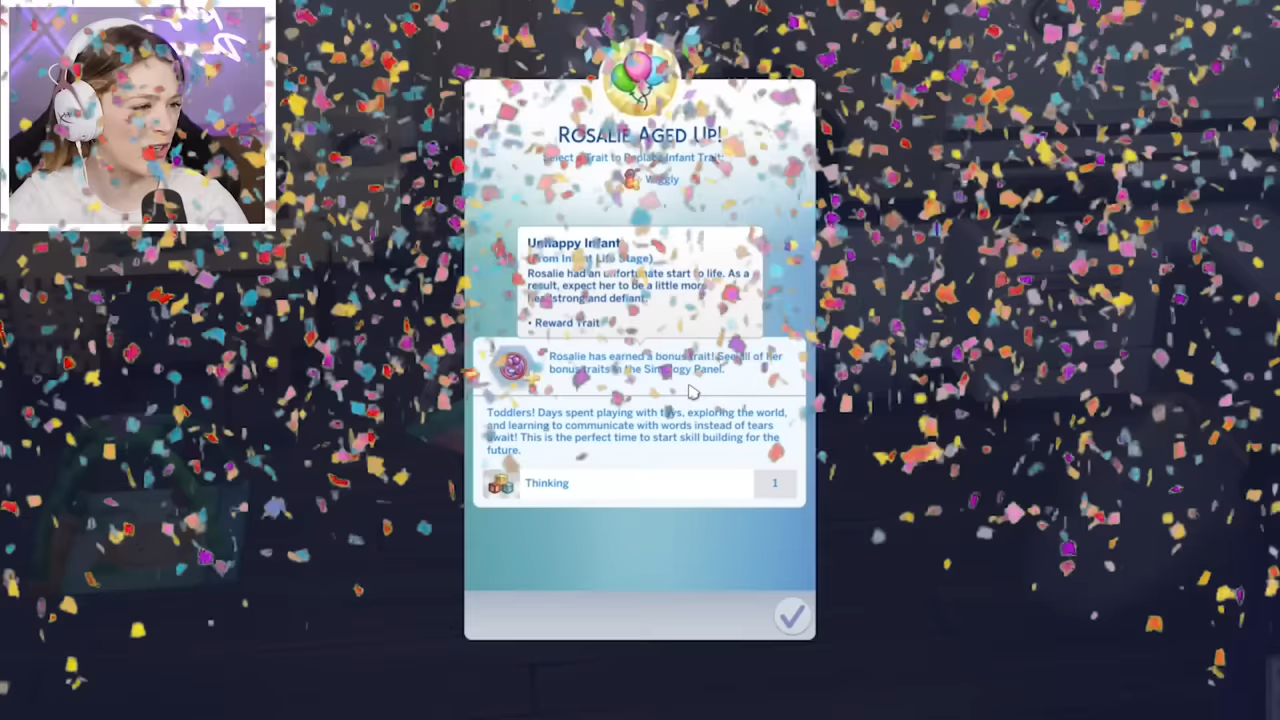 ROSALIE AGED UP!
Select a Trait to Replace Infant Trait:
Wiggly
Unhappy Infant
(From Infant Life Stage)
Rosalie had an unfortunate start to life. As a
result, expect her to be a little more
headstrong and defiant.
• Reward Trait
Rosalie has earned a bonus trait! See all of her
bonus traits in the Simology Panel.
Toddlers! Days spent playing with toys, exploring the world,
and learning to communicate with words instead of tears
await! This is the perfect time to start skill building for the
future.
Thinking 1